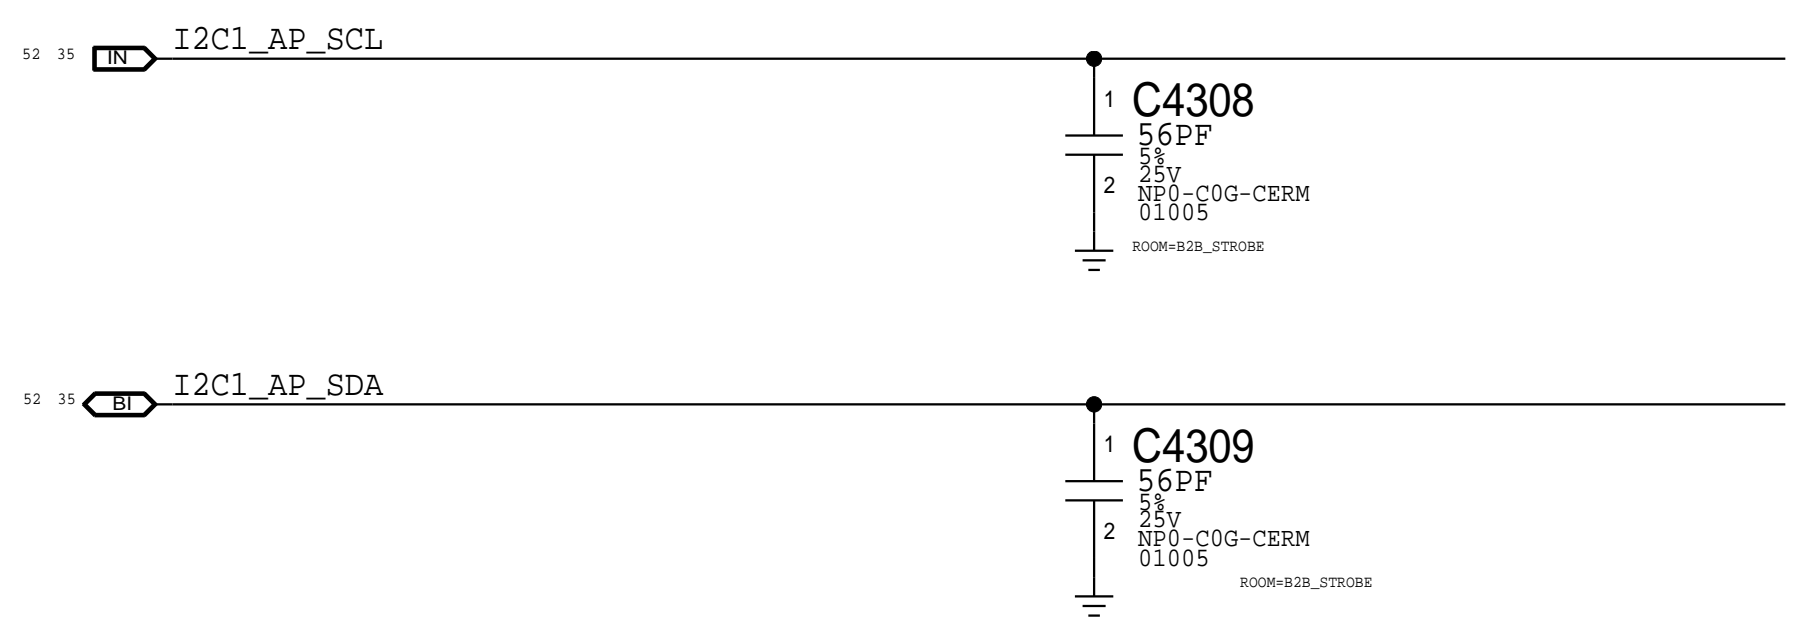 52 35 IN I2C1_AP_SCL
1 C4308
56PF
5%
25V
2 NP0-C0G-CERM
01005
ROOM=B2B_STROBE
52 35 BI I2C1_AP_SDA
1 C4309
56PF
5%
25V
2 NP0-C0G-CERM
01005
ROOM=B2B_STROBE